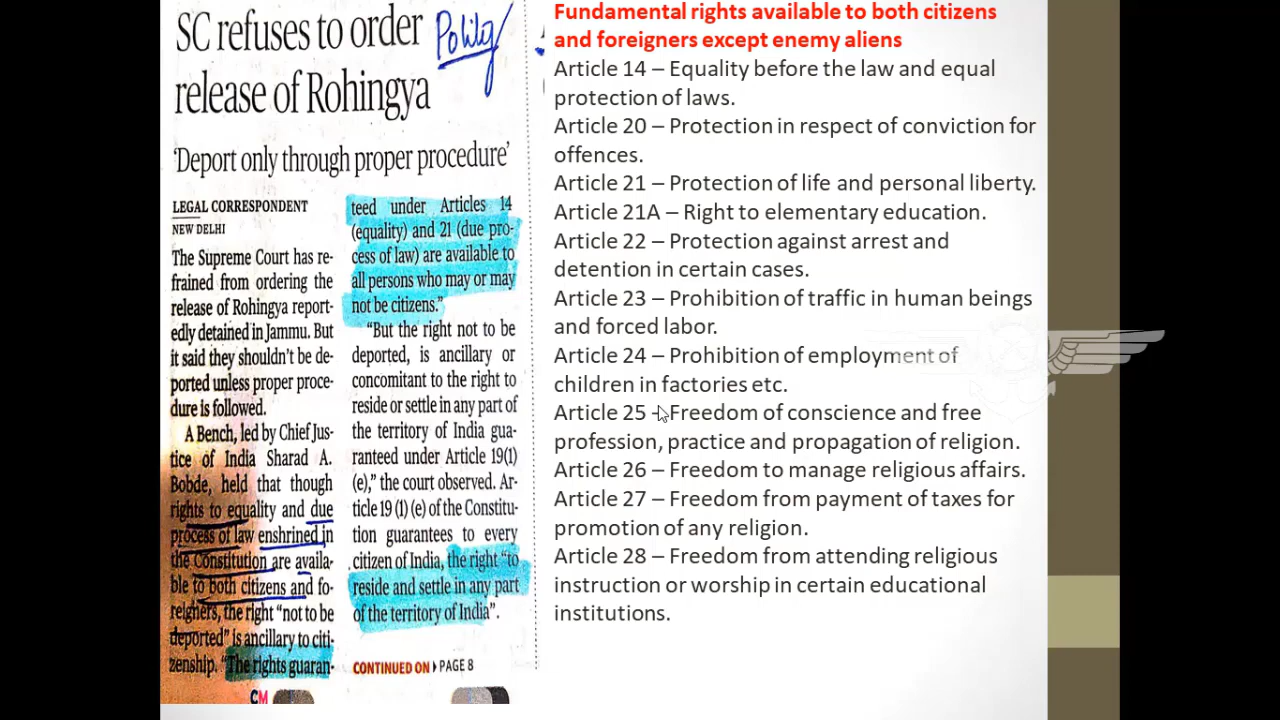 SC refuses to order
release of Rohingya
Polity
'Deport only through proper procedure'
LEGAL CORRESPONDENT
NEW DELHI
The Supreme Court has re-
frained from ordering the
release of Rohingya report-
edly detained in Jammu. But
it said they shouldn't be de-
ported unless proper proce-
dure is followed.
A Bench, led by Chief Jus-
tice of India Sharad A.
Bobde, held that though
rights to equality and due
process of law enshrined in
the Constitution are availa-
ble to both citizens and fo-
reigners, the right "not to be
deported" is ancillary to citi-
zenship. "The rights guaran-
teed under Articles 14
(equality) and 21 (due pro-
cess of law) are available to
all persons who may or may
not be citizens."
"But the right not to be
deported, is ancillary or
concomitant to the right to
reside or settle in any part of
the territory of India gua-
ranteed under Article 19(1)
(e)," the court observed. Ar-
ticle 19 (1) (e) of the Constitu-
tion guarantees to every
citizen of India, the right "to
reside and settle in any part
of the territory of India".
CONTINUED ON PAGE 8
CM
Fundamental rights available to both citizens
and foreigners except enemy aliens
Article 14 – Equality before the law and equal
protection of laws.
Article 20 – Protection in respect of conviction for
offences.
Article 21 – Protection of life and personal liberty.
Article 21A – Right to elementary education.
Article 22 – Protection against arrest and
detention in certain cases.
Article 23 – Prohibition of traffic in human beings
and forced labor.
Article 24 – Prohibition of employment of
children in factories etc.
Article 25 – Freedom of conscience and free
profession, practice and propagation of religion.
Article 26 – Freedom to manage religious affairs.
Article 27 – Freedom from payment of taxes for
promotion of any religion.
Article 28 – Freedom from attending religious
instruction or worship in certain educational
institutions.